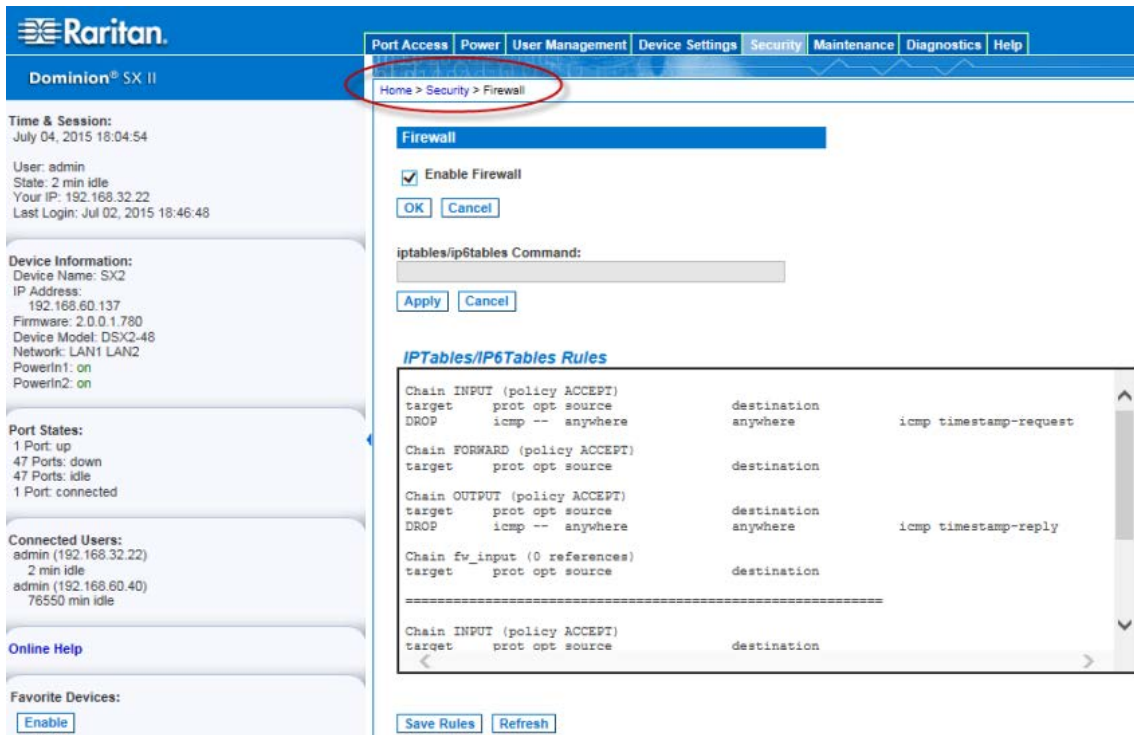 Raritan.
Port Access Power User Management Device Settings Security Maintenance Diagnostics Help
Dominion® SX II
Home > Security > Firewall
Time & Session:
July 04, 2015 18:04:54
User: admin
State: 2 min idle
Your IP: 192.168.32.22
Last Login: Jul 02, 2015 18:46:48
Device Information:
Device Name: SX2
IP Address:
192.168.60.137
Firmware: 2.0.0.1.780
Device Model: DSX2-48
Network: LAN1 LAN2
PowerIn1: on
PowerIn2: on
Port States:
1 Port: up
47 Ports: down
47 Ports: idle
1 Port: connected
Connected Users:
admin (192.168.32.22)
2 min idle
admin (192.168.60.40)
76550 min idle
Online Help
Favorite Devices:
Enable
Firewall
Enable Firewall
OK Cancel
iptables/ip6tables Command:
Apply Cancel
IPTables/IP6Tables Rules
Chain INPUT (policy ACCEPT)
target prot opt source destination
DROP icmp -- anywhere anywhere icmp timestamp-request
Chain FORWARD (policy ACCEPT)
target prot opt source destination
Chain OUTPUT (policy ACCEPT)
target prot opt source destination
DROP icmp -- anywhere anywhere icmp timestamp-reply
Chain fw_input (0 references)
target prot opt source destination
============================================================
Chain INPUT (policy ACCEPT)
target prot opt source destination
Save Rules Refresh